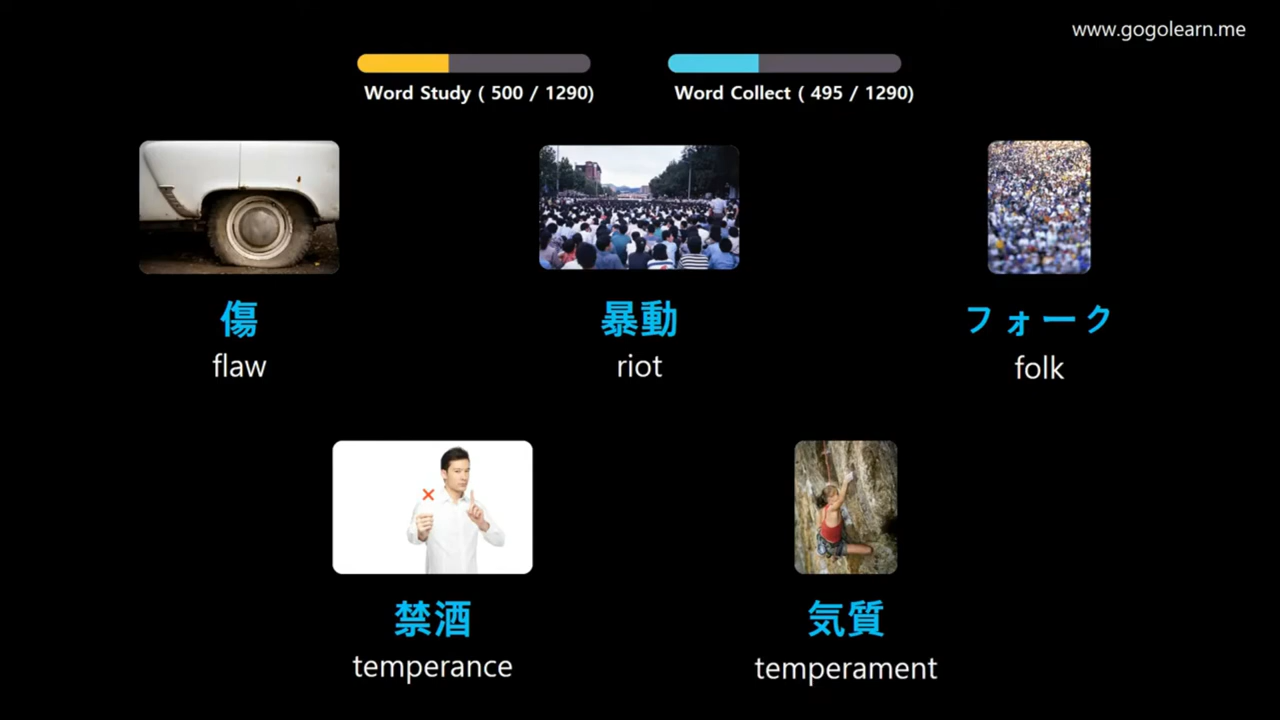 www.gogolearn.me
Word Study ( 500 / 1290)
Word Collect ( 495 / 1290)
傷
flaw
暴動
riot
フォーク
folk
禁酒
temperance
気質
temperament